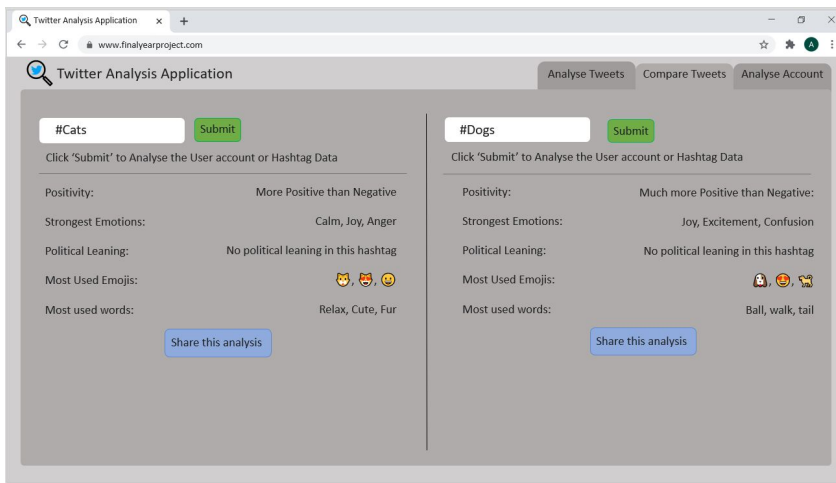 Twitter Analysis Application
www.finalyearproject.com
A
Twitter Analysis Application
Analyse Tweets
Compare Tweets
Analyse Account
#Cats
Submit
Click ‘Submit’ to Analyse the User account or Hashtag Data
Positivity: More Positive than Negative
Strongest Emotions: Calm, Joy, Anger
Political Leaning: No political leaning in this hashtag
Most Used Emojis: 🐱, 😻, 😀
Most used words: Relax, Cute, Fur
Share this analysis
#Dogs
Submit
Click ‘Submit’ to Analyse the User account or Hashtag Data
Positivity: Much more Positive than Negative:
Strongest Emotions: Joy, Excitement, Confusion
Political Leaning: No political leaning in this hashtag
Most Used Emojis: 🐶, 😍, 🐕
Most used words: Ball, walk, tail
Share this analysis